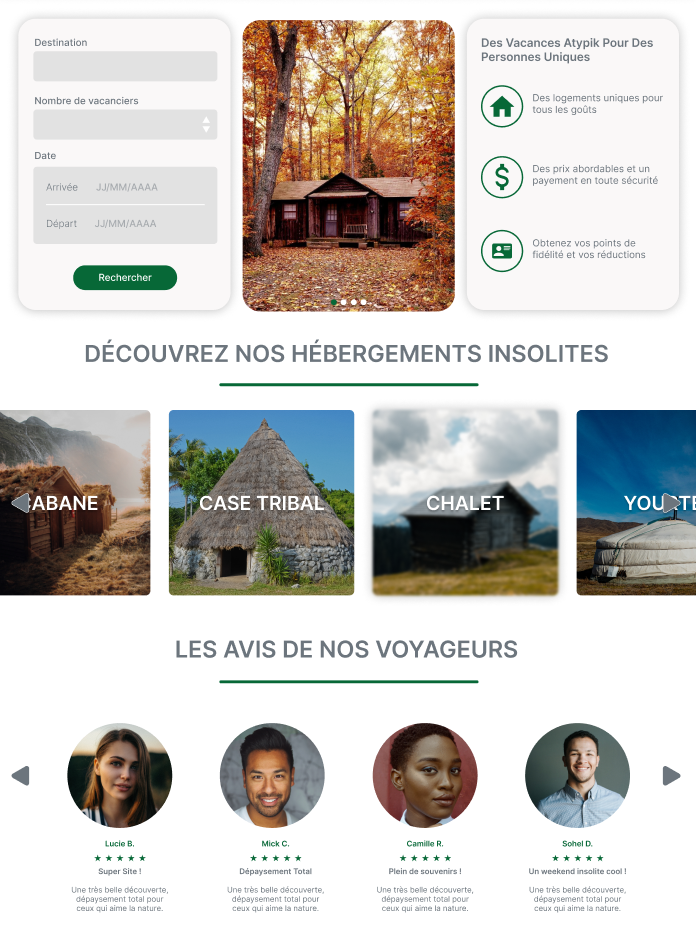 Destination
Nombre de vacanciers
Date
Arrivée JJ/MM/AAAA
Départ JJ/MM/AAAA
Rechercher
Des Vacances Atypik Pour Des
Personnes Uniques
Des logements uniques pour
tous les goûts
Des prix abordables et un
payement en toute sécurité
Obtenez vos points de
fidélité et vos réductions
DÉCOUVREZ NOS HÉBERGEMENTS INSOLITES
CABANE
CASE TRIBAL
CHALET
YOURTE
LES AVIS DE NOS VOYAGEURS
Lucie B.
★ ★ ★ ★ ★
Super Site !
Une très belle découverte,
dépaysement total pour
ceux qui aime la nature.
Mick C.
★ ★ ★ ★ ★
Dépaysement Total
Une très belle découverte,
dépaysement total pour
ceux qui aime la nature.
Camille R.
★ ★ ★ ★ ★
Plein de souvenirs !
Une très belle découverte,
dépaysement total pour
ceux qui aime la nature.
Sohel D.
★ ★ ★ ★ ★
Un weekend insolite cool !
Une très belle découverte,
dépaysement total pour
ceux qui aime la nature.